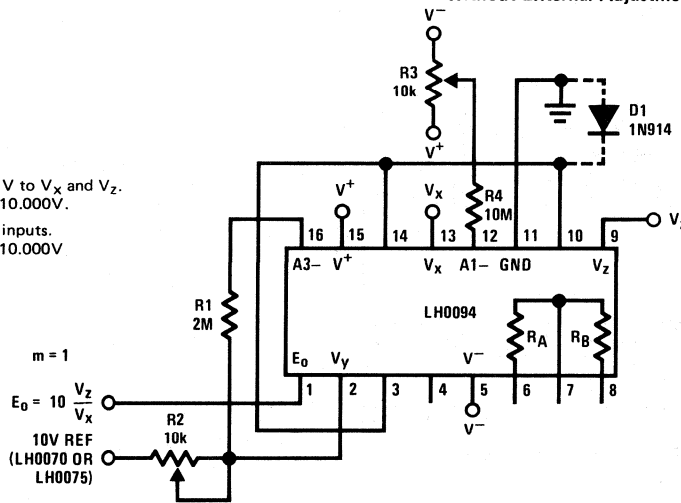 V−
R3
10k
V+
D1
1N914
V to Vx and Vz.
10.000V.
inputs.
10.000V
V+
Vx
R4
10M
16 15 14 13 12 11 10 9
A3− V+ Vx A1− GND Vz
R1
2M
LH0094
RA RB
m = 1
Eo Vy V−
1 2 3 4 5 6 7 8
Eo = 10 Vz/Vx
V−
R2
10k
10V REF
(LH0070 OR
LH0075)